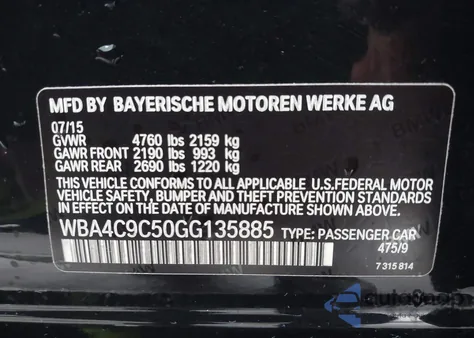 MFD BY BAYERISCHE MOTOREN WERKE AG
07/15
GVWR 4760 lbs 2159 kg
GAWR FRONT 2190 lbs 993 kg
GAWR REAR 2690 lbs 1220 kg
THIS VEHICLE CONFORMS TO ALL APPLICABLE U.S.FEDERAL MOTOR
VEHICLE SAFETY, BUMPER AND THEFT PREVENTION STANDARDS
IN EFFECT ON THE DATE OF MANUFACTURE SHOWN ABOVE.
WBA4C9C50GG135885 TYPE: PASSENGER CAR
475/9
7 315 814